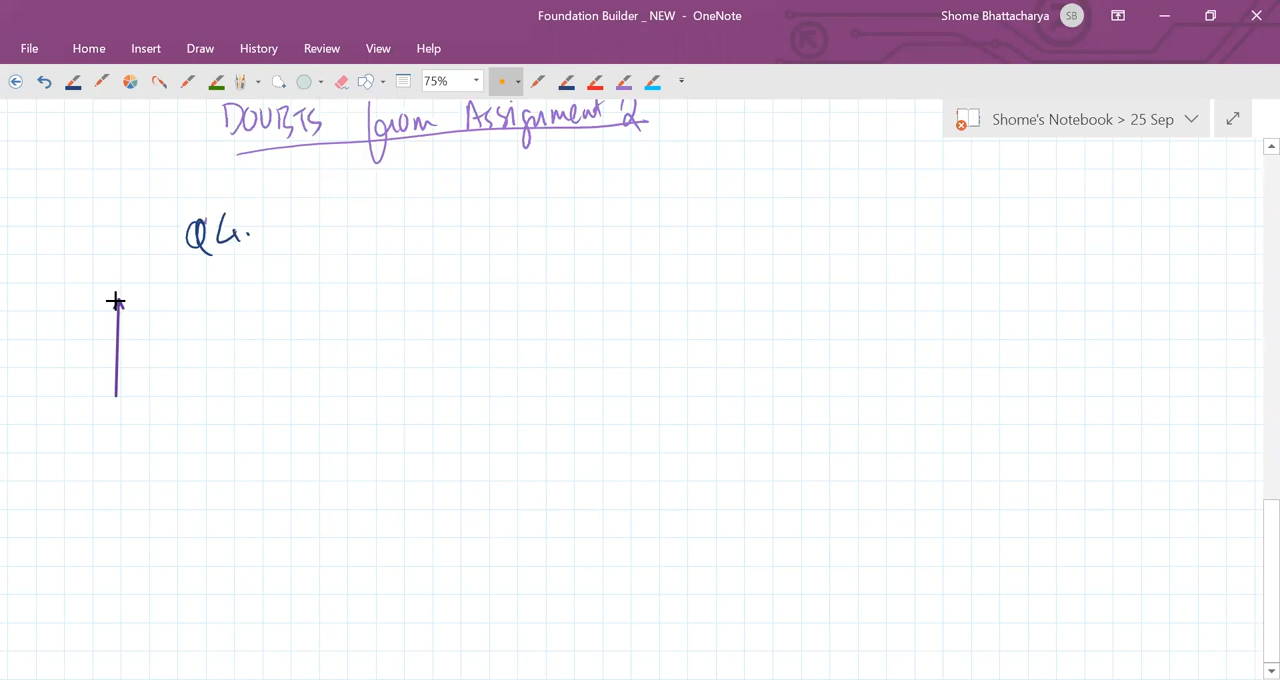 Foundation Builder _ NEW - OneNote
Shome Bhattacharya SB
File Home Insert Draw History Review View Help
75%
DOUBTS from Assignment 2
Shome's Notebook > 25 Sep
Q4.